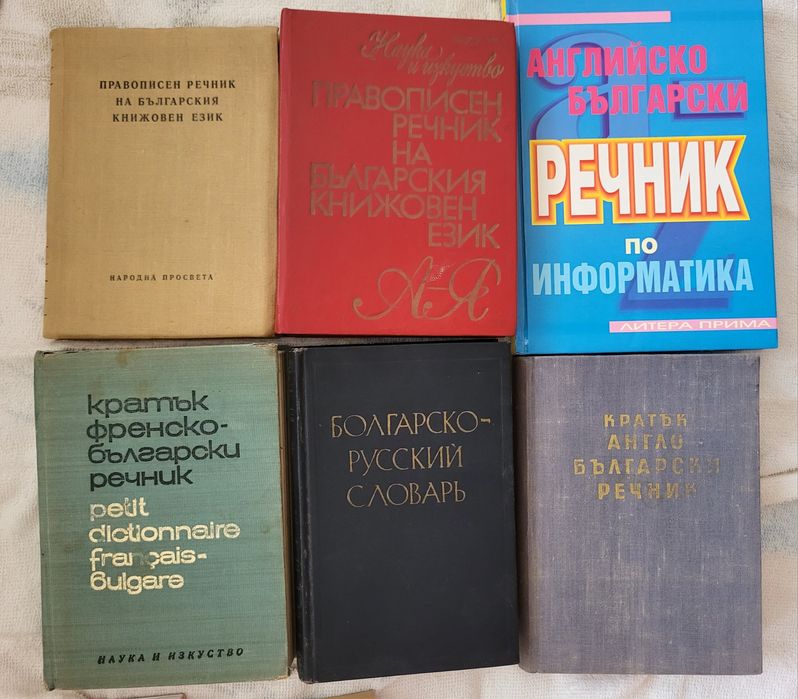 ПРАВОПИСЕН РЕЧНИК
НА БЪЛГАРСКИЯ
КНИЖОВЕН ЕЗИК
НАРОДНА ПРОСВЕТА
Наука
и изкуство
ПРАВОПИСЕН
РЕЧНИК
НА
БЪЛГАРСКИЯ
КНИЖОВЕН
ЕЗИК
А-Я
АНГЛИЙСКО
БЪЛГАРСКИ
РЕЧНИК
ПО
ИНФОРМАТИКА
ЛИТЕРА ПРИМА
кратък
френско-
български
речник
petit
dictionnaire
français-
bulgare
НАУКА И ИЗКУСТВО
БОЛГАРСКО-
РУССКИЙ
СЛОВАРЬ
КРАТЪК
АНГЛО
БЪЛГАРСКИ
РЕЧНИК